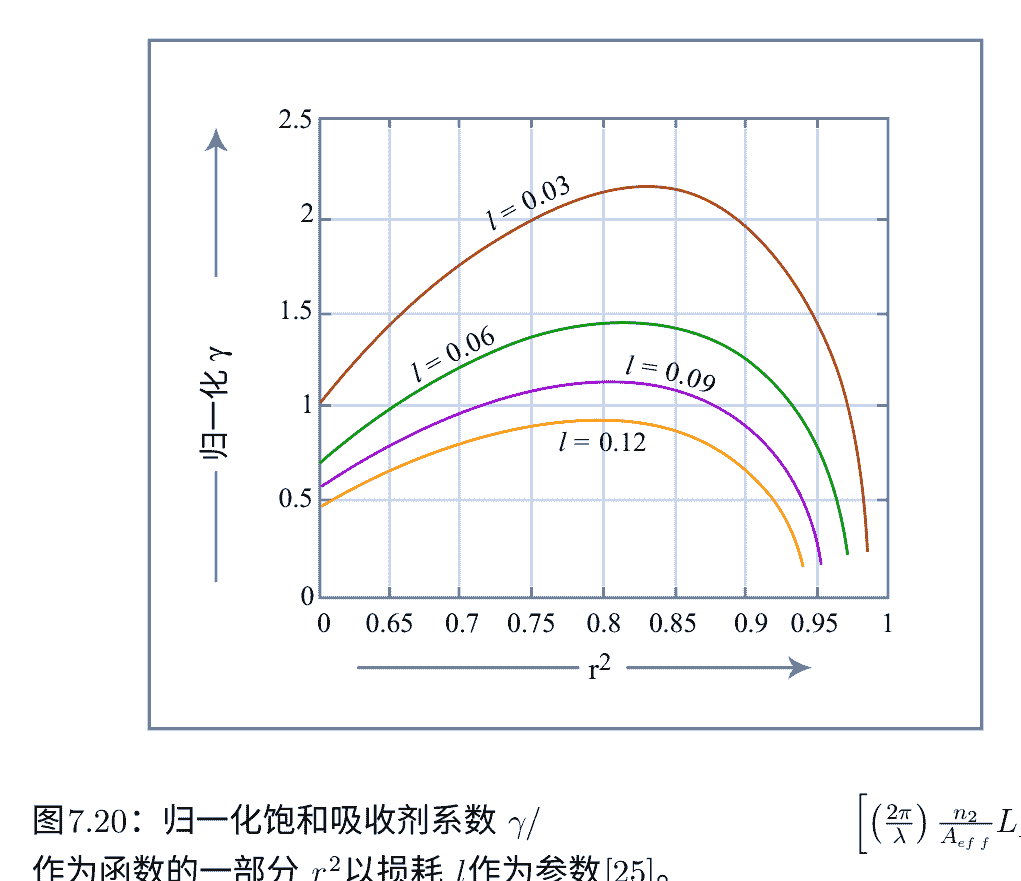 2.5
2
1.5
1
0.5
0
归一化 γ
l = 0.03
l = 0.06
l = 0.09
l = 0.12
0 0.65 0.7 0.75 0.8 0.85 0.9 0.95 1
r²
图7.20：归一化饱和吸收剂系数 γ/ [(2π/λ) n₂/A_{eff} L
作为函数的一部分 r²以损耗 l作为参数[25]。